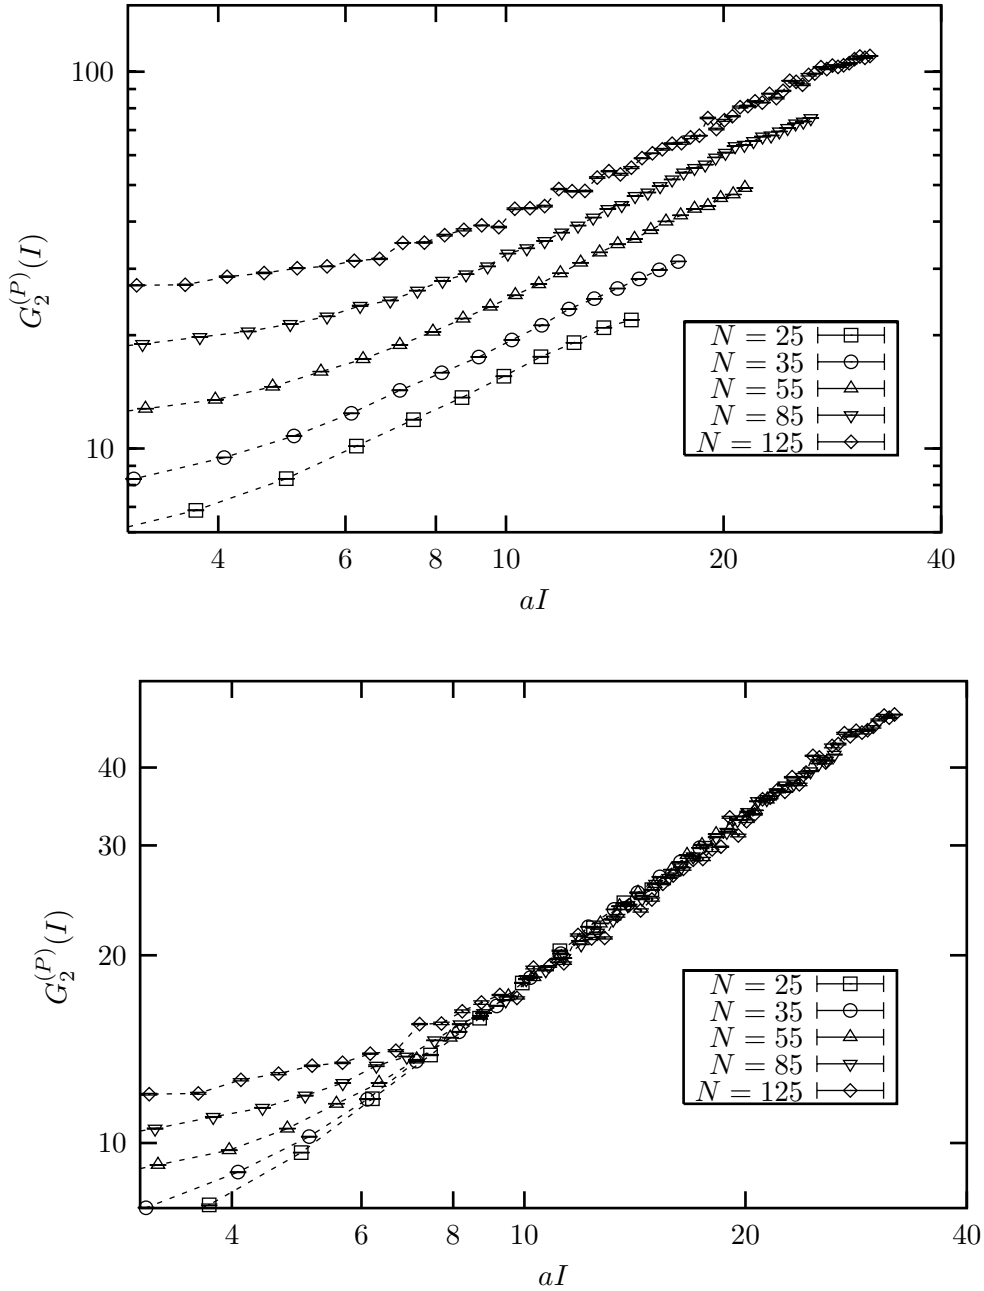 100
10
G_2^{(P)}(I)
N = 25
N = 35
N = 55
N = 85
N = 125
4 6 8 10 20 40
aI
40
30
20
10
G_2^{(P)}(I)
N = 25
N = 35
N = 55
N = 85
N = 125
4 6 8 10 20 40
aI